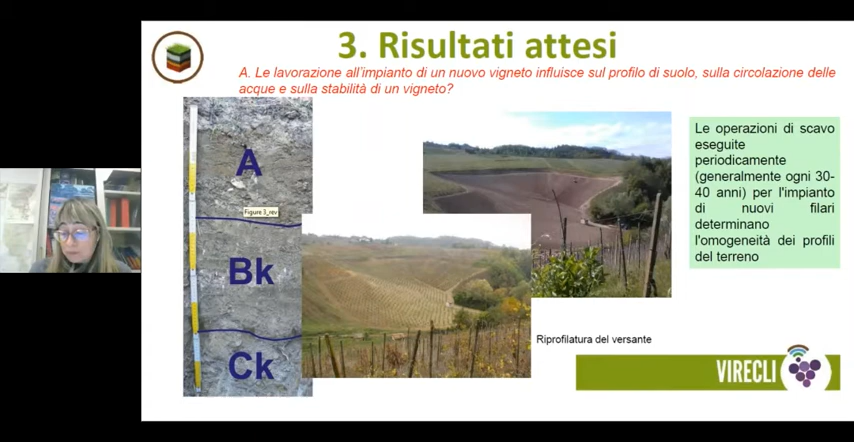 3. Risultati attesi
A. Le lavorazione all'impianto di un nuovo vigneto influisce sul profilo di suolo, sulla circolazione delle
acque e sulla stabilità di un vigneto?
A
Figure 3_rev
Bk
Ck
Le operazioni di scavo
eseguite
periodicamente
(generalmente ogni 30-
40 anni) per l'impianto
di nuovi filari
determinano
l'omogeneità dei profili
del terreno
Riprofilatura del versante
VIRECLI